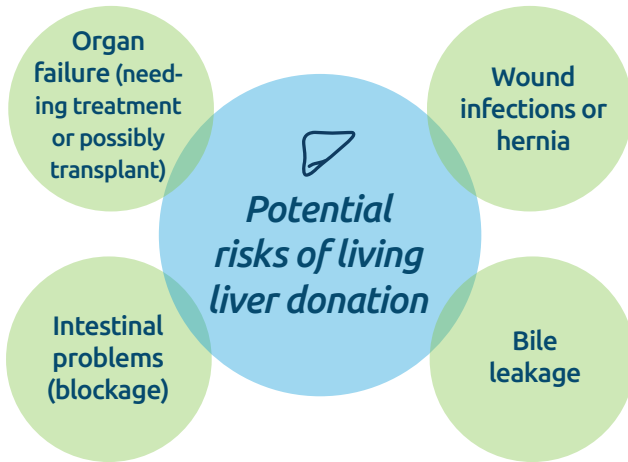 Organ
failure (need-
ing treatment
or possibly
transplant)
Wound
infections or
hernia
Potential
risks of living
liver donation
Intestinal
problems
(blockage)
Bile
leakage